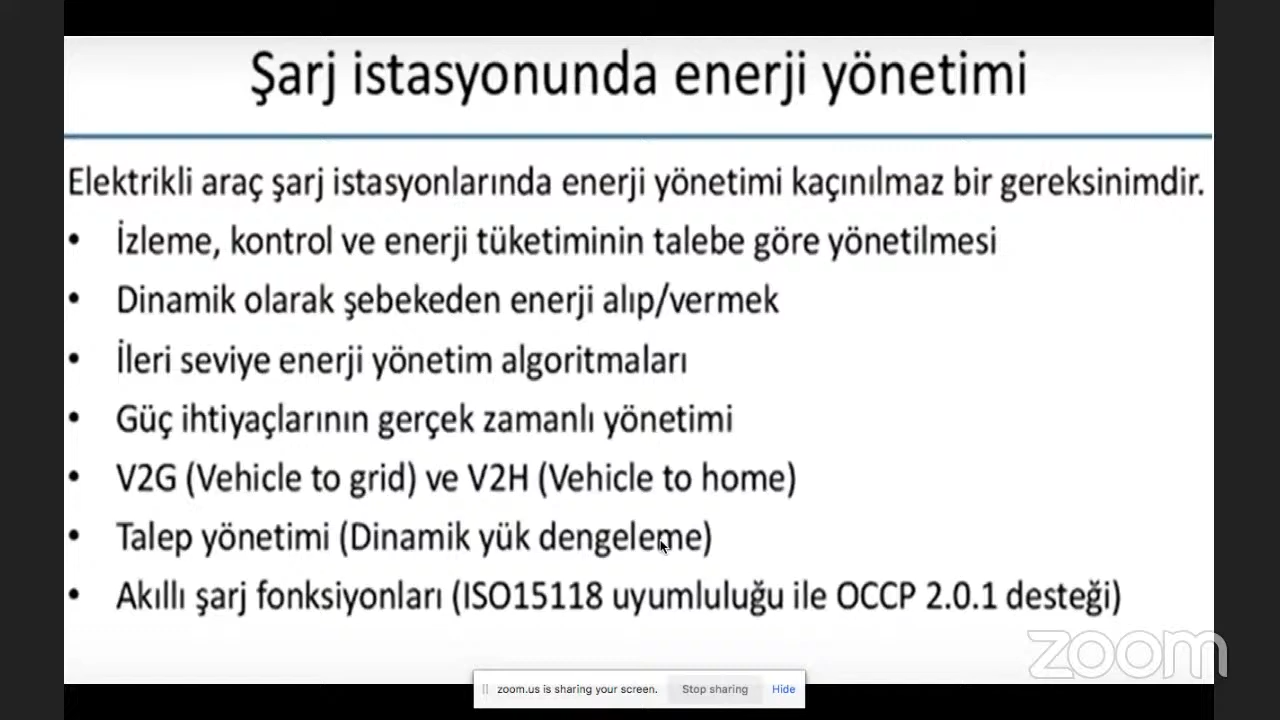 Şarj istasyonunda enerji yönetimi
Elektrikli araç şarj istasyonlarında enerji yönetimi kaçınılmaz bir gereksinimdir.
• İzleme, kontrol ve enerji tüketiminin talebe göre yönetilmesi
• Dinamik olarak şebekeden enerji alıp/vermek
• İleri seviye enerji yönetim algoritmaları
• Güç ihtiyaçlarının gerçek zamanlı yönetimi
• V2G (Vehicle to grid) ve V2H (Vehicle to home)
• Talep yönetimi (Dinamik yük dengeleme)
• Akıllı şarj fonksiyonları (ISO15118 uyumluluğu ile OCCP 2.0.1 desteği)
zoom
zoom.us is sharing your screen. Stop sharing Hide